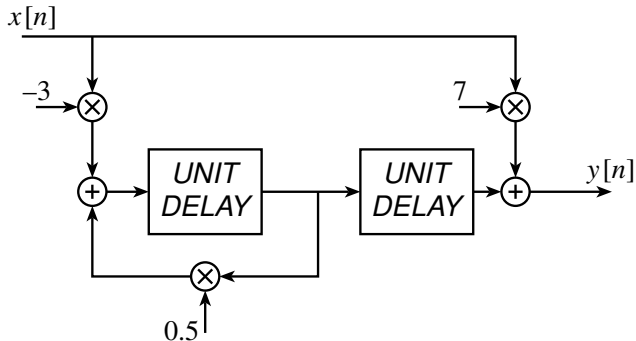 x[n]
–3
7
UNIT
DELAY
UNIT
DELAY
y[n]
0.5